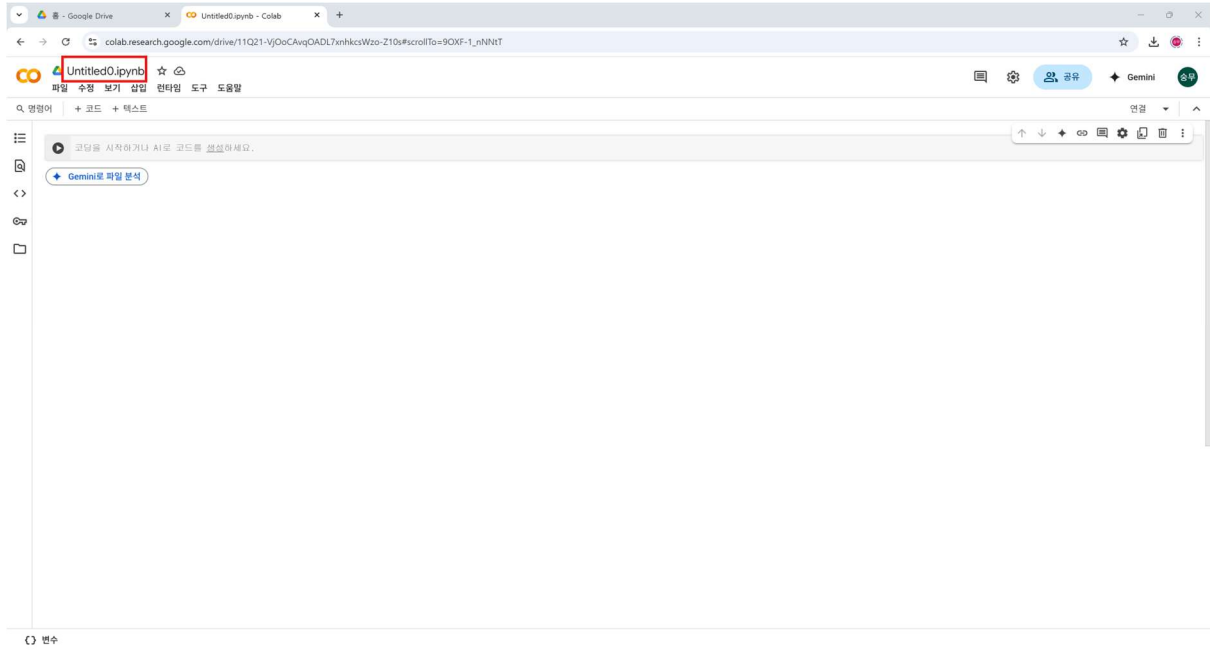 홈 - Google Drive
Untitled0.ipynb - Colab
colab.research.google.com/drive/11Q21-VjOoCAvqOADL7xnhkcsWzo-Z10s#scrollTo=9OXF-1_nNNtT
Untitled0.ipynb
공유
Gemini
승무
파일 수정 보기 삽입 런타임 도구 도움말
명령어 + 코드 + 텍스트
연결
코딩을 시작하거나 AI로 코드를 생성하세요.
Gemini로 파일 분석
변수